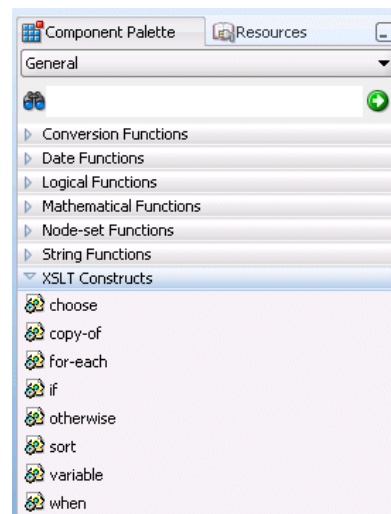 Component Palette Resources
General
Conversion Functions
Date Functions
Logical Functions
Mathematical Functions
Node-set Functions
String Functions
XSLT Constructs
choose
copy-of
for-each
if
otherwise
sort
variable
when